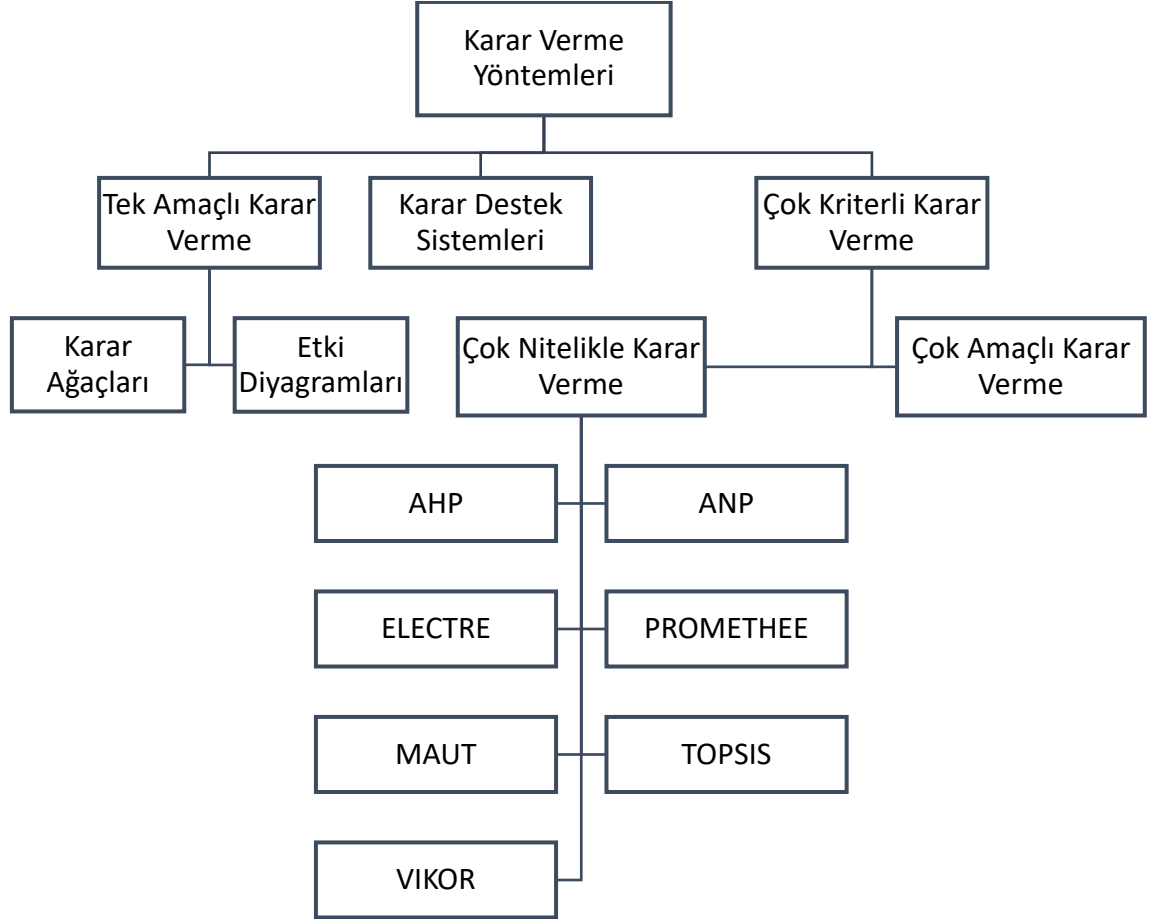 Karar Verme
Yöntemleri
Tek Amaçlı Karar
Verme
Karar Destek
Sistemleri
Çok Kriterli Karar
Verme
Karar
Ağaçları
Etki
Diyagramları
Çok Nitelikle Karar
Verme
Çok Amaçlı Karar
Verme
AHP
ANP
ELECTRE
PROMETHEE
MAUT
TOPSIS
VIKOR